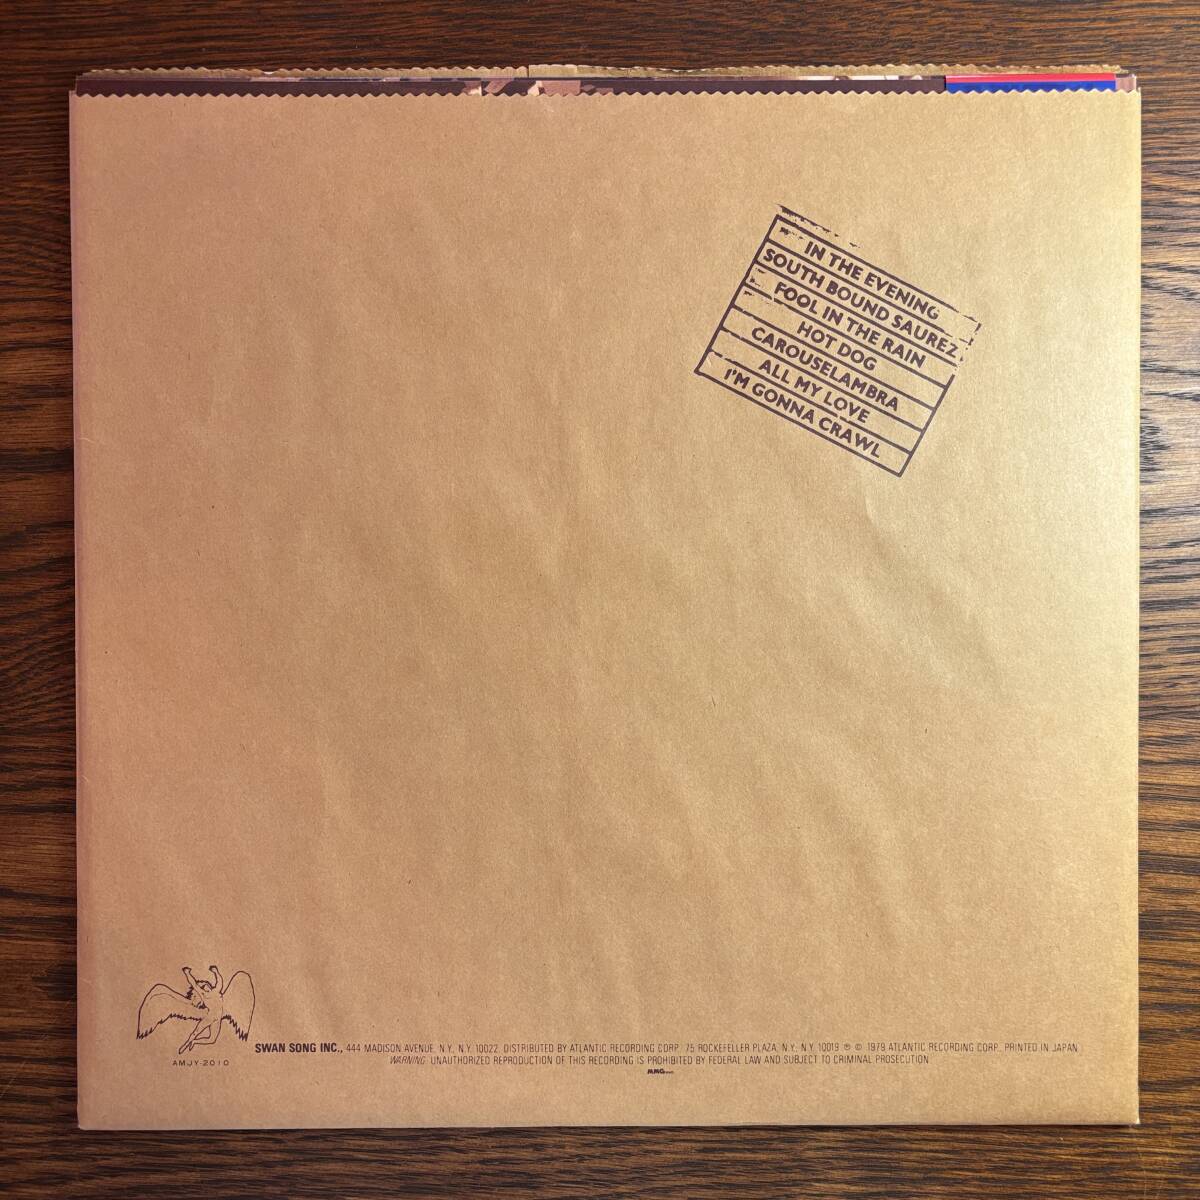 IN THE EVENING
SOUTH BOUND SAUREZ
FOOL IN THE RAIN
HOT DOG
CAROUSELAMBRA
ALL MY LOVE
I'M GONNA CRAWL
AMJY-2010
SWAN SONG INC., 444 MADISON AVENUE, N.Y., N.Y. 10022. DISTRIBUTED BY ATLANTIC RECORDING CORP. 75 ROCKEFELLER PLAZA, N.Y., N.Y. 10019 ℗ © 1979 ATLANTIC RECORDING CORP. PRINTED IN JAPAN
WARNING: UNAUTHORIZED REPRODUCTION OF THIS RECORDING IS PROHIBITED BY FEDERAL LAW AND SUBJECT TO CRIMINAL PROSECUTION
MMG